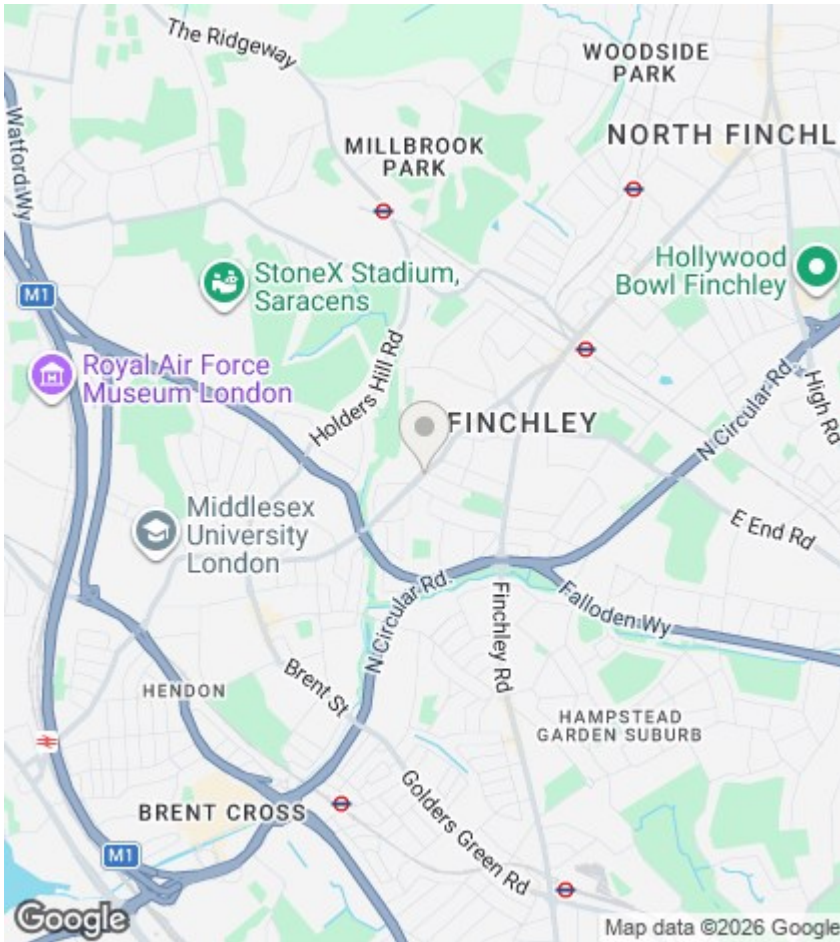 The Ridgeway
WOODSIDE
PARK
Watford Wy
NORTH FINCHL
MILLBROOK
PARK
StoneX Stadium,
Saracens
Hollywood
Bowl Finchley
M1
Royal Air Force
Museum London
Holders Hill Rd
N Circular Rd
High Rd
FINCHLEY
Middlesex
University
London
E End Rd
N Circular Rd.
Falloden Wy
Finchley Rd
Brent St
HENDON
HAMPSTEAD
GARDEN SUBURB
Golders Green Rd
BRENT CROSS
M1
Google
Map data ©2026 Google